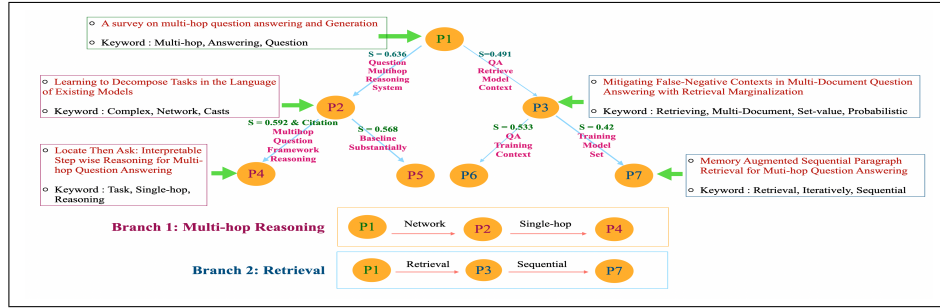 A survey on multi-hop question answering and Generation
Keyword : Multi-hop, Answering, Question
P1
S = 0.636
Question
Multihop
Reasoning
System
S=0.491
QA
Retrieve
Model
Context
Learning to Decompose Tasks in the Language
of Existing Models
Keyword : Complex, Network, Casts
P2
P3
Mitigating False-Negative Contexts in Multi-Document Question
Answering with Retrieval Marginalization
Keyword : Retrieving, Multi-Document, Set-value, Probabilistic
S = 0.592 & Citation
Multihop
Question
Framework
Reasoning
S = 0.568
Baseline
Substantially
S = 0.533
QA
Training
Context
S = 0.42
Training
Model
Set
Locate Then Ask: Interpretable
Step wise Reasoning for Multi-
hop Question Answering
Keyword : Task, Single-hop,
Reasoning
P4
P5
P6
P7
Memory Augmented Sequential Paragraph
Retrieval for Muti-hop Question Answering
Keyword : Retrieval, Iteratively, Sequential
Branch 1: Multi-hop Reasoning
P1
Network
P2
Single-hop
P4
Branch 2: Retrieval
P1
Retrieval
P3
Sequential
P7